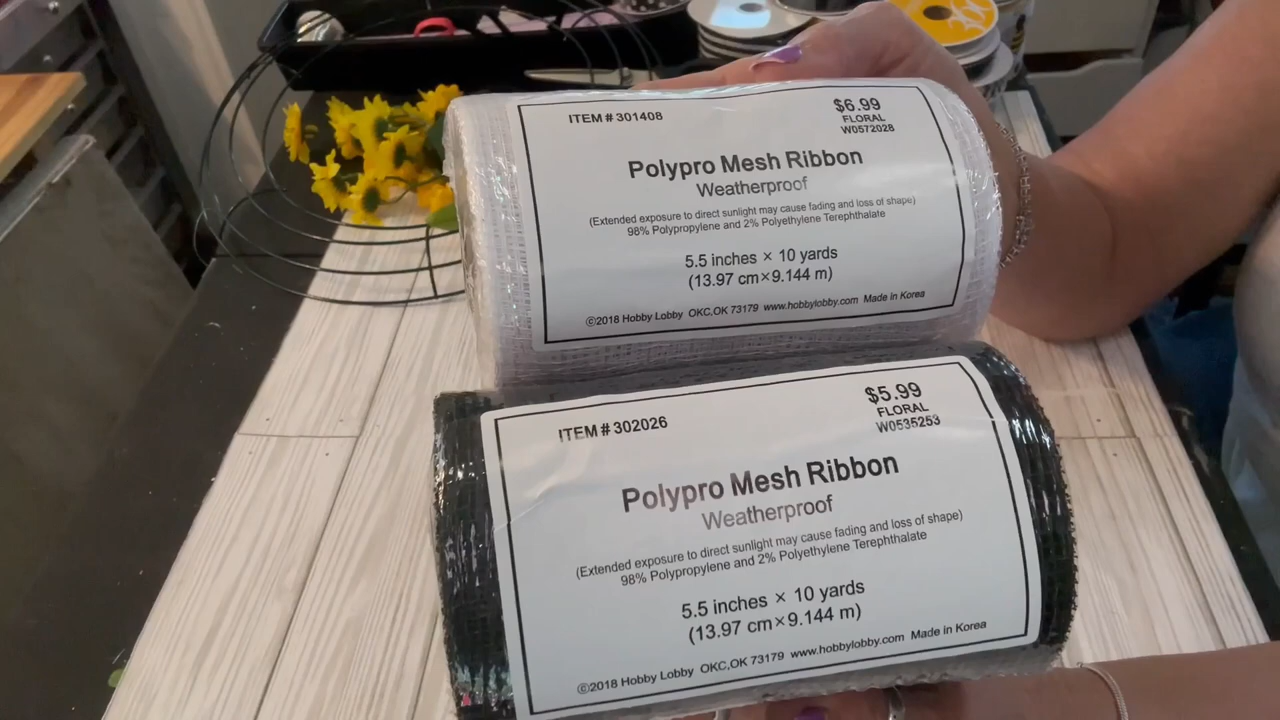 ITEM # 301408
$6.99
FLORAL
W0572028
Polypro Mesh Ribbon
Weatherproof
(Extended exposure to direct sunlight may cause fading and loss of shape)
98% Polypropylene and 2% Polyethylene Terephthalate
5.5 inches × 10 yards
(13.97 cm×9.144 m)
©2018 Hobby Lobby OKC,OK 73179 www.hobbylobby.com Made in Korea
ITEM # 302026
$5.99
FLORAL
W0535253
Polypro Mesh Ribbon
Weatherproof
(Extended exposure to direct sunlight may cause fading and loss of shape)
98% Polypropylene and 2% Polyethylene Terephthalate
5.5 inches × 10 yards
(13.97 cm×9.144 m)
©2018 Hobby Lobby OKC,OK 73179 www.hobbylobby.com Made in Korea